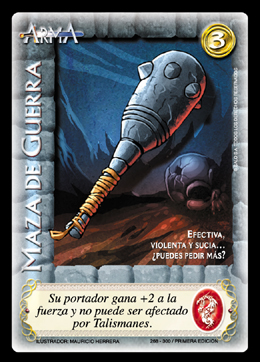 ARMA
3
MAZA DE GUERRA
EFECTIVA,
VIOLENTA Y SUCIA...
¿PUEDES PEDIR MÁS?
Su portador gana +2 a la
fuerza y no puede ser afectado
por Talismanes.
ILUSTRADOR: MAURICIO HERRERA
288 - 300 / PRIMERA EDICIÓN